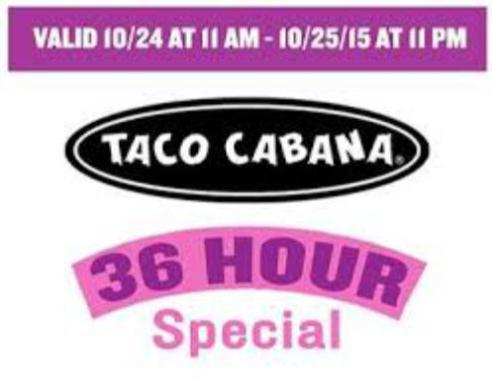 VALID 10/24 AT 11 AM - 10/25/15 AT 11 PM
TACO CABANA®
36 HOUR
Special